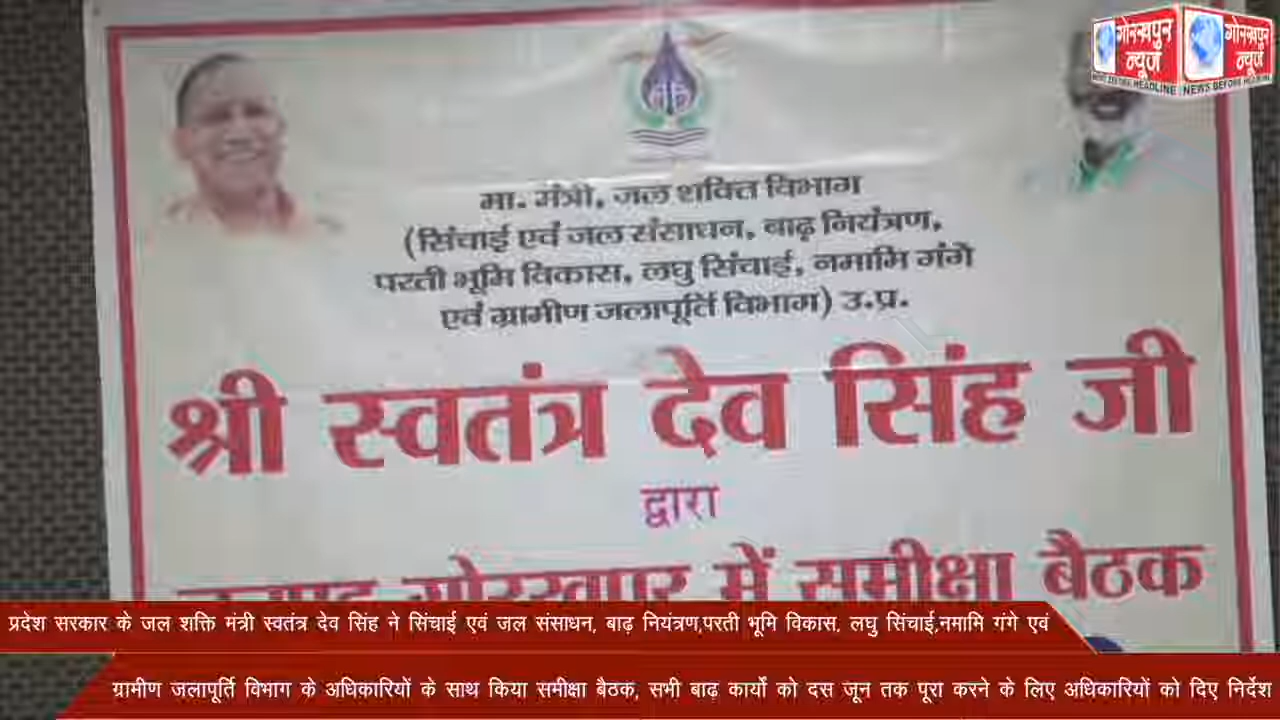 गोरखपुर गोरखपुर
न्यूज न्यूज
NEWS BEFORE HEADLINE NEWS BEFORE HEADLINE
मा. मंत्री, जल शक्ति विभाग
(सिंचाई एवं जल संसाधन, बाढ़ नियंत्रण,
परती भूमि विकास, लघु सिंचाई, नमामि गंगे
एवं ग्रामीण जलापूर्ति विभाग) उ.प्र.
श्री स्वतंत्र देव सिंह जी
द्वारा
जनपद गोरखपुर में समीक्षा बैठक
प्रदेश सरकार के जल शक्ति मंत्री स्वतंत्र देव सिंह ने सिंचाई एवं जल संसाधन, बाढ़ नियंत्रण,परती भूमि विकास, लघु सिंचाई,नमामि गंगे एवं
ग्रामीण जलापूर्ति विभाग के अधिकारियों के साथ किया समीक्षा बैठक, सभी बाढ़ कार्यों को दस जून तक पूरा करने के लिए अधिकारियों को दिए निर्देश